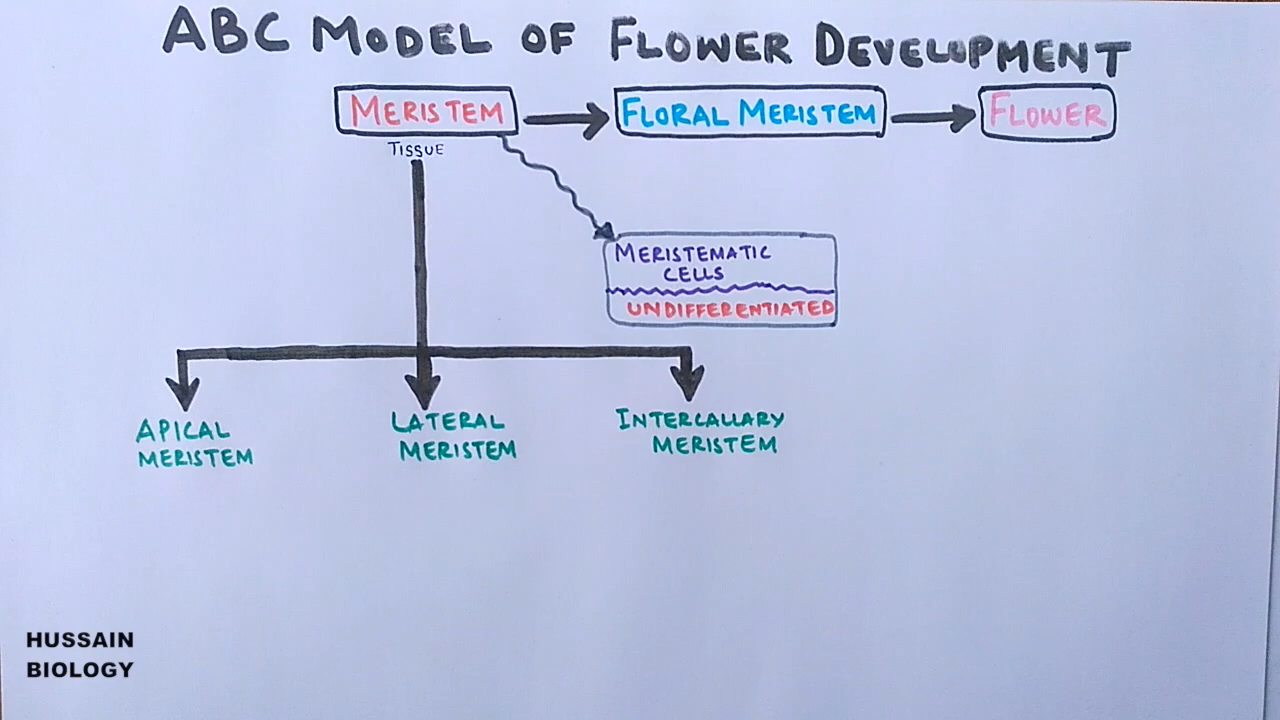 ABC MODEL OF FLOWER DEVELOPMENT
MERISTEM
FLORAL MERISTEM
FLOWER
TISSUE
MERISTEMATIC
CELLS
UNDIFFERENTIATED
APICAL
MERISTEM
LATERAL
MERISTEM
INTERCALLARY
MERISTEM
HUSSAIN
BIOLOGY